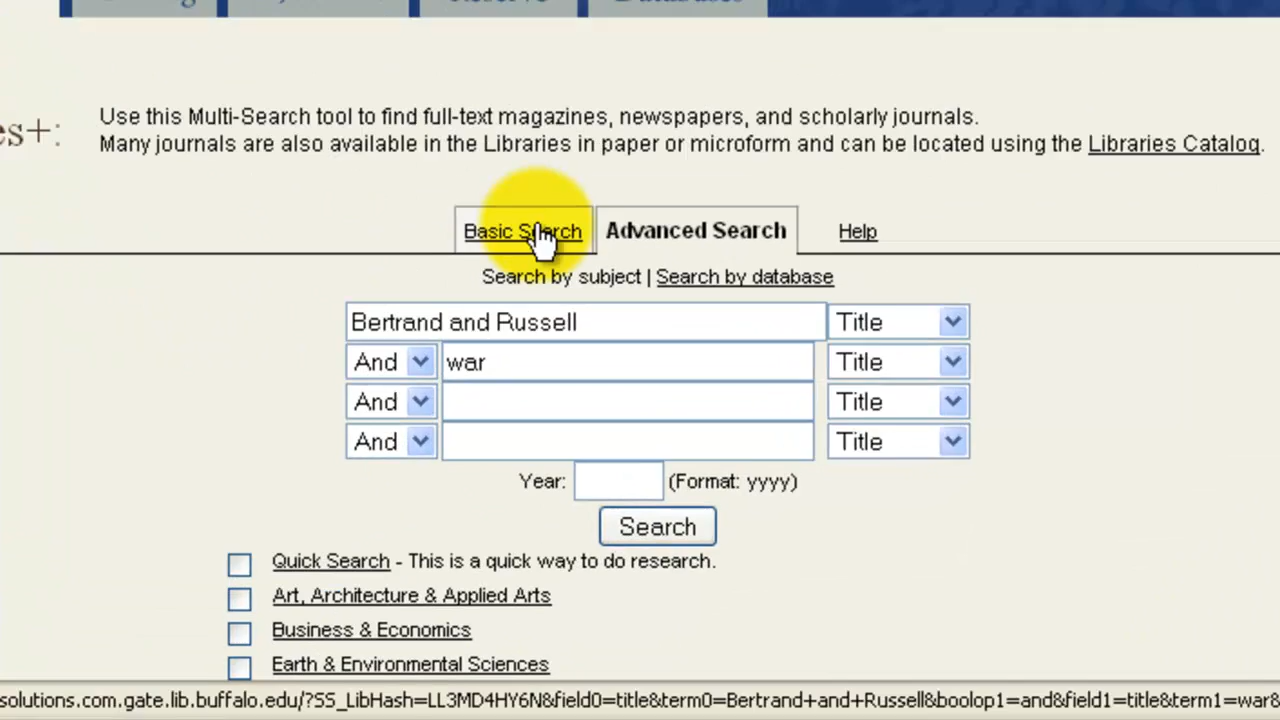 Use this Multi-Search tool to find full-text magazines, newspapers, and scholarly journals.
es+:
Many journals are also available in the Libraries in paper or microform and can be located using the Libraries Catalog.
Basic Search Advanced Search Help
Search by subject | Search by database
Bertrand and Russell Title
And war Title
And Title
And Title
Year: (Format: yyyy)
Search
Quick Search - This is a quick way to do research.
Art, Architecture & Applied Arts
Business & Economics
Earth & Environmental Sciences
solutions.com.gate.lib.buffalo.edu/?SS_LibHash=LL3MD4HY6N&field0=title&term0=Bertrand+and+Russell&boolop1=and&field1=title&term1=war&